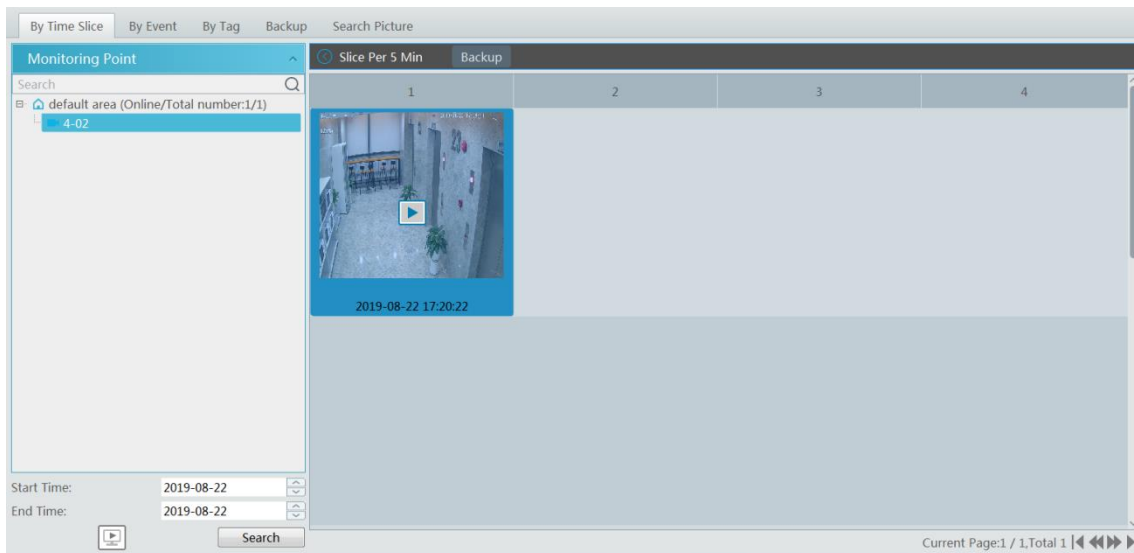 By Time Slice By Event By Tag Backup Search Picture
Monitoring Point
Search
default area (Online/Total number:1/1)
4-02
Start Time: 2019-08-22
End Time: 2019-08-22
Search
Slice Per 5 Min Backup
1 2 3 4
2019-08-22 17:20:22
Current Page:1 / 1,Total 1